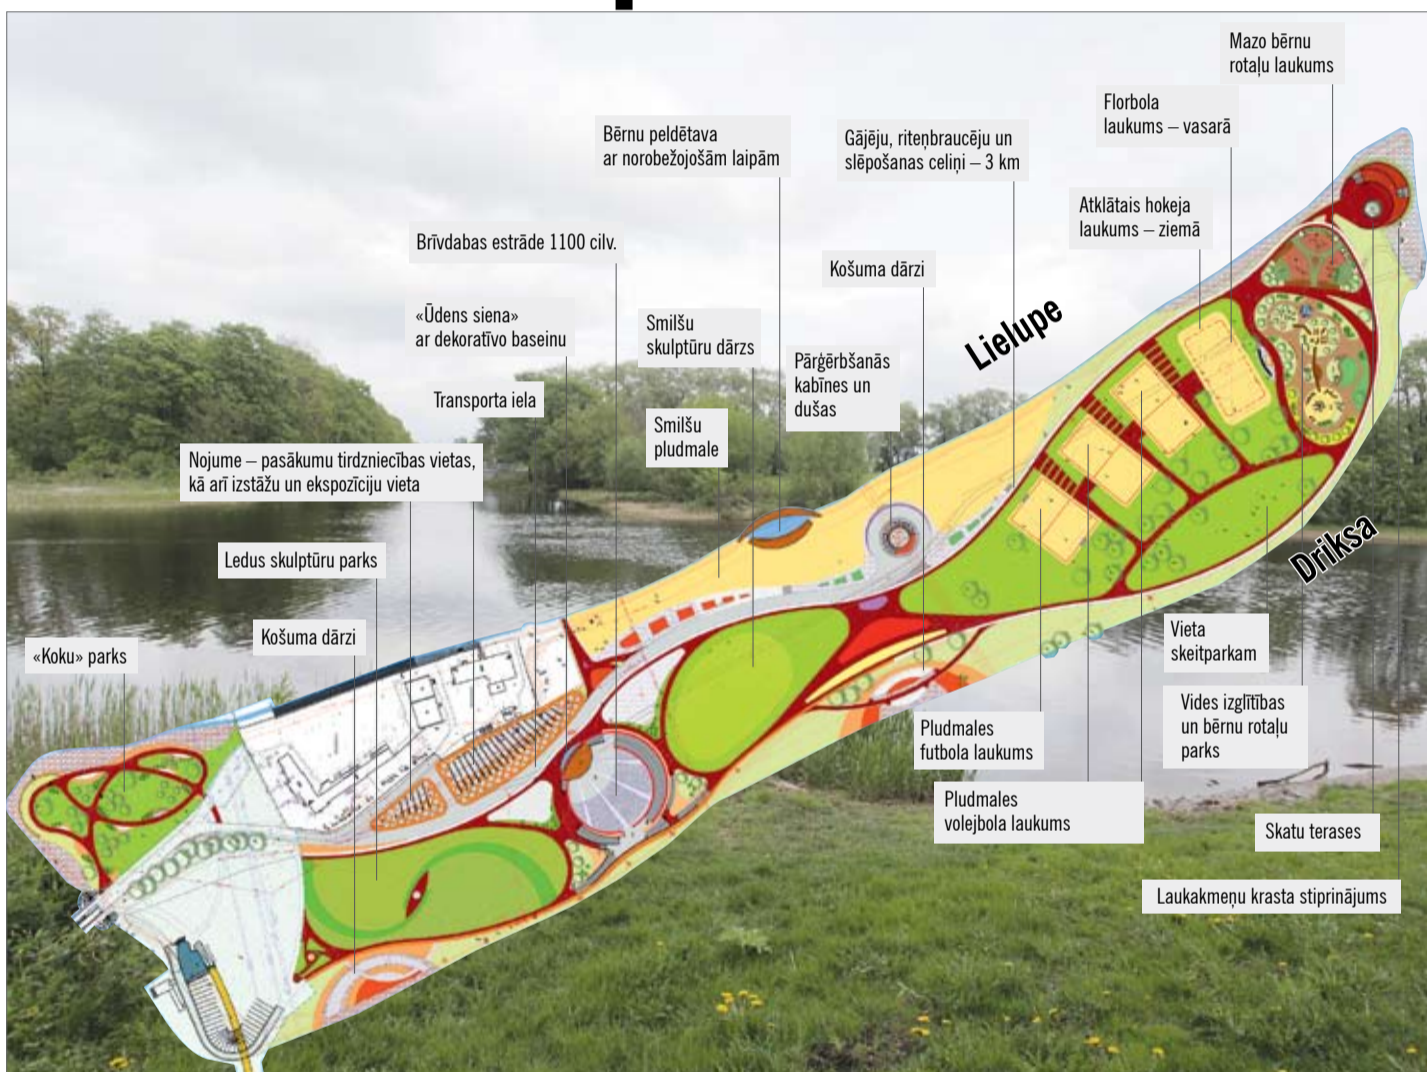 Mazo bērnu
rotaļu laukums
Florbola
laukums – vasarā
Bērnu peldētava
ar norobežojošām laipām
Gājēju, riteņbraucēju un
slēpošanas celiņi – 3 km
Atklātais hokeja
laukums – ziemā
Brīvdabas estrāde 1100 cilv.
Košuma dārzi
«Ūdens siena»
ar dekoratīvo baseinu
Smilšu
skulptūru dārzs
Lielupe
Pārģērbšanās
kabīnes un
dušas
Transporta iela
Smilšu
pludmale
Nojume – pasākumu tirdzniecības vietas,
kā arī izstāžu un ekspozīciju vieta
Driksa
Ledus skulptūru parks
Košuma dārzi
«Koku» parks
Vieta
skeitparkam
Vides izglītības
un bērnu rotaļu
parks
Pludmales
futbola laukums
Pludmales
volejbola laukums
Skatu terases
Laukakmeņu krasta stiprinājums